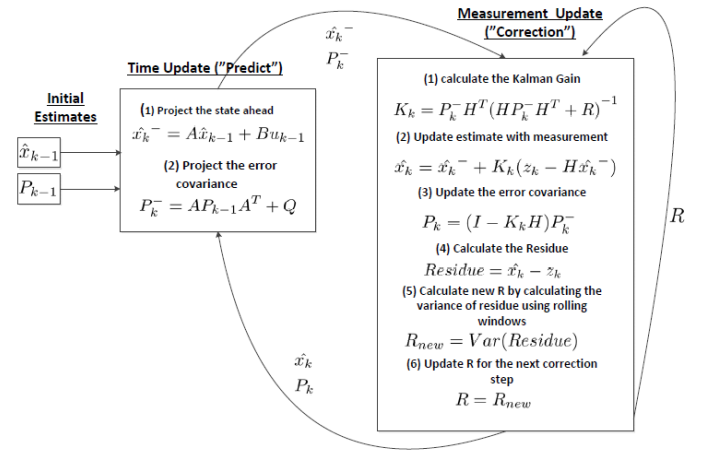 Measurement Update
("Correction")
x̂ₖ⁻
Pₖ⁻
Time Update ("Predict")
Initial
Estimates
x̂ₖ₋₁
Pₖ₋₁
(1) Project the state ahead
x̂ₖ⁻ = Ax̂ₖ₋₁ + Buₖ₋₁
(2) Project the error
covariance
Pₖ⁻ = APₖ₋₁Aᵀ + Q
(1) calculate the Kalman Gain
Kₖ = Pₖ⁻Hᵀ(HPₖ⁻Hᵀ + R)⁻¹
(2) Update estimate with measurement
x̂ₖ = x̂ₖ⁻ + Kₖ(zₖ − Hx̂ₖ⁻)
(3) Update the error covariance
Pₖ = (I − KₖH)Pₖ⁻
(4) Calculate the Residue
Residue = x̂ₖ − zₖ
(5) Calculate new R by calculating the
variance of residue using rolling
windows
Rₙₑw = Var(Residue)
(6) Update R for the next correction
step
R = Rₙₑw
R
x̂ₖ
Pₖ